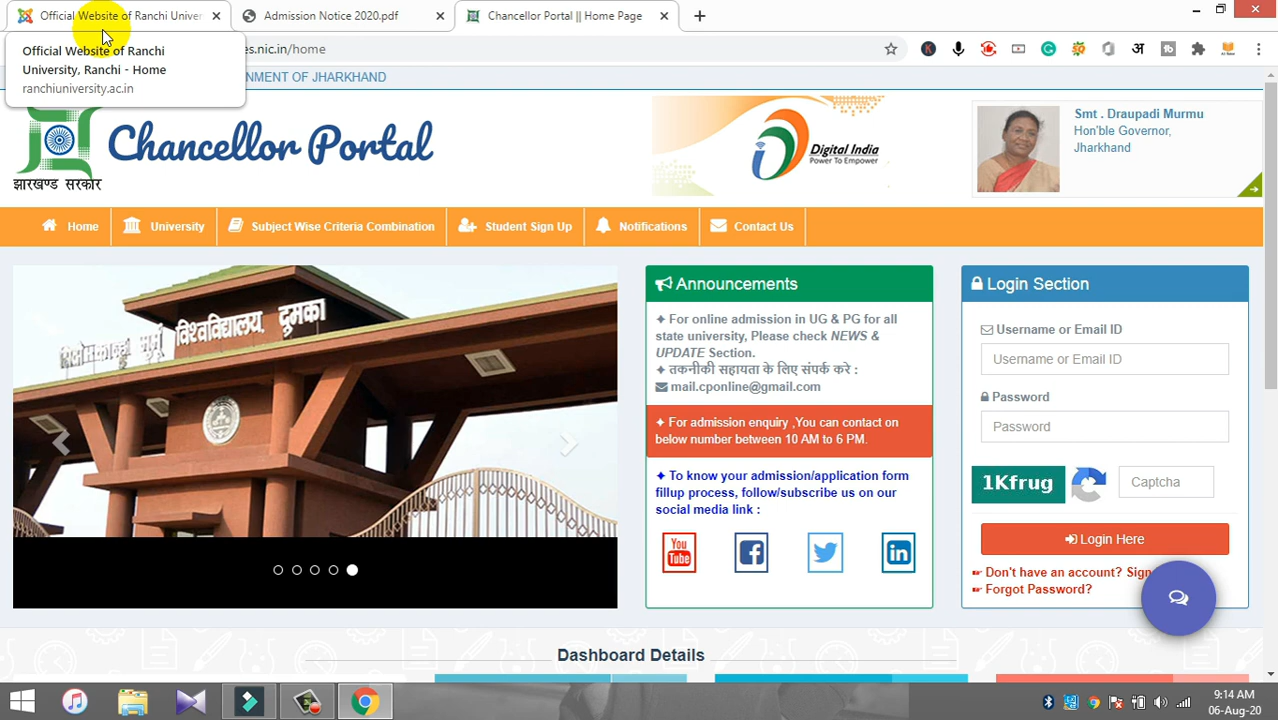 Official Website of Ranchi Univer
Admission Notice 2020.pdf
Chancellor Portal || Home Page
es.nic.in/home
Official Website of Ranchi
University, Ranchi - Home
ranchiuniversity.ac.in
NMENT OF JHARKHAND
Chancellor Portal
झारखण्ड सरकार
Digital India
Power To Empower
Smt . Draupadi Murmu
Hon'ble Governor,
Jharkhand
Home
University
Subject Wise Criteria Combination
Student Sign Up
Notifications
Contact Us
मुर्मू विश्वविद्यालय, दुमका
Announcements
✦ For online admission in UG & PG for all
state university, Please check NEWS &
UPDATE Section.
✦ तकनीकी सहायता के लिए संपर्क करे :
mail.cponline@gmail.com
✦ For admission enquiry ,You can contact on
below number between 10 AM to 6 PM.
✦ To know your admission/application form
fillup process, follow/subscribe us on our
social media link :
You
Tube
Login Section
Username or Email ID
Username or Email ID
Password
Password
1Kfrug
Captcha
Login Here
☛ Don't have an account? Sign
☛ Forgot Password?
Dashboard Details
9:14 AM
06-Aug-20